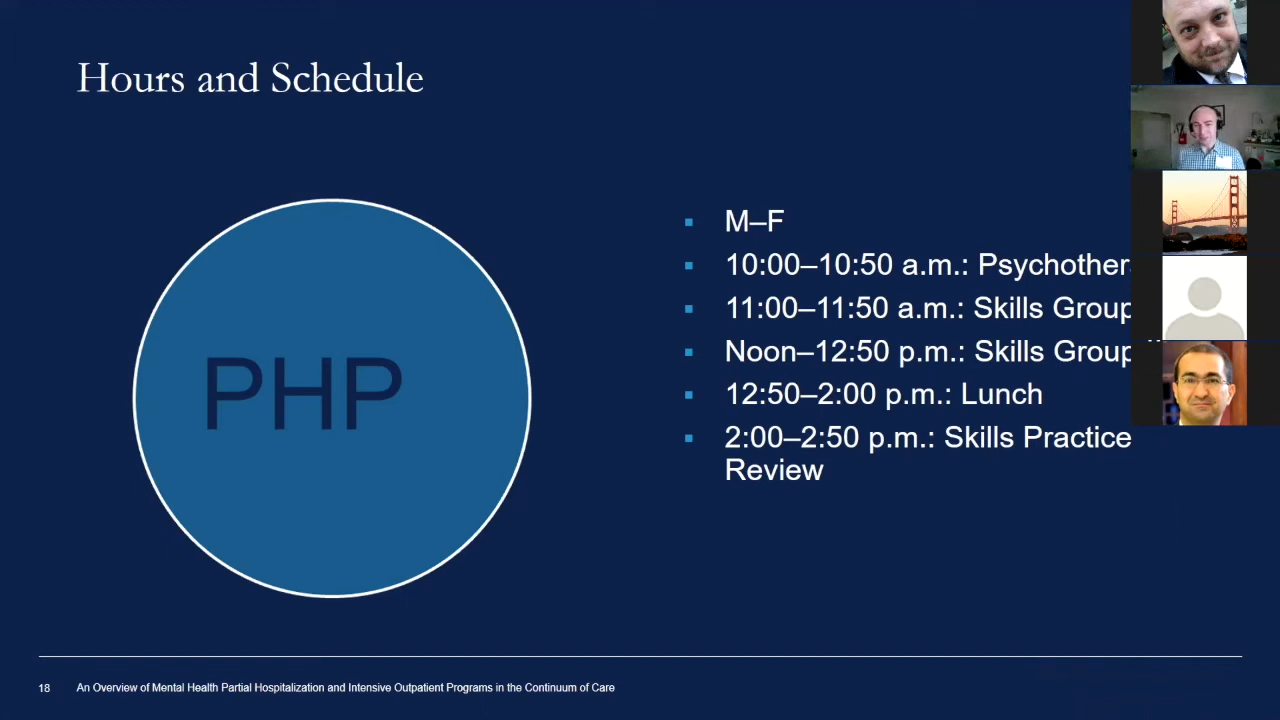 Hours and Schedule
M–F
10:00–10:50 a.m.: Psychother
11:00–11:50 a.m.: Skills Group
PHP
Noon–12:50 p.m.: Skills Group
12:50–2:00 p.m.: Lunch
2:00–2:50 p.m.: Skills Practice
Review
18 An Overview of Mental Health Partial Hospitalization and Intensive Outpatient Programs in the Continuum of Care